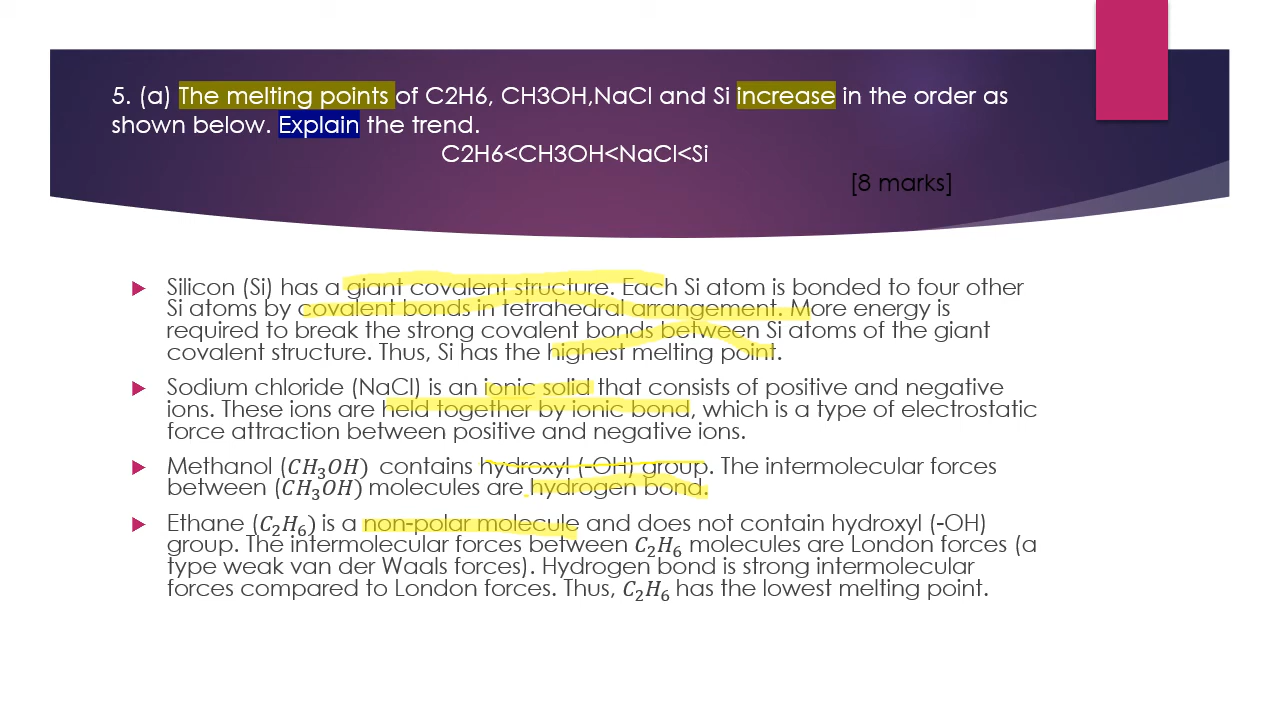 5. (a) The melting points of C2H6, CH3OH,NaCl and Si increase in the order as
shown below. Explain the trend.
C2H6<CH3OH<NaCl<Si
[8 marks]
Silicon (Si) has a giant covalent structure. Each Si atom is bonded to four other
Si atoms by covalent bonds in tetrahedral arrangement. More energy is
required to break the strong covalent bonds between Si atoms of the giant
covalent structure. Thus, Si has the highest melting point.
Sodium chloride (NaCl) is an ionic solid that consists of positive and negative
ions. These ions are held together by ionic bond, which is a type of electrostatic
force attraction between positive and negative ions.
Methanol (CH₃OH) contains hydroxyl (-OH) group. The intermolecular forces
between (CH₃OH) molecules are hydrogen bond.
Ethane (C₂H₆) is a non-polar molecule and does not contain hydroxyl (-OH)
group. The intermolecular forces between C₂H₆ molecules are London forces (a
type weak van der Waals forces). Hydrogen bond is strong intermolecular
forces compared to London forces. Thus, C₂H₆ has the lowest melting point.